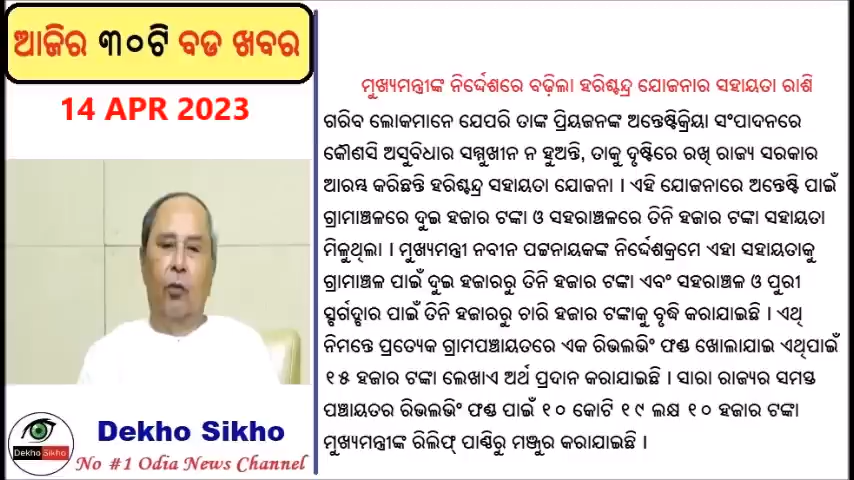 ଆଜିର ୩୦ଟି ବଡ ଖବର
14 APR 2023
ମୁଖ୍ୟମନ୍ତ୍ରୀଙ୍କ ନିର୍ଦ୍ଦେଶରେ ବଢ଼ିଲା ହରିଶ୍ଚନ୍ଦ୍ର ଯୋଜନାର ସହାୟତା ରାଶି
ଗରିବ ଲୋକମାନେ ଯେପରି ତାଙ୍କ ପ୍ରିୟଜନଙ୍କ ଅନ୍ତେଷ୍ଟିକ୍ରିୟା ସଂପାଦନରେ
କୌଣସି ଅସୁବିଧାର ସମ୍ମୁଖୀନ ନ ହୁଅନ୍ତି, ତାକୁ ଦୃଷ୍ଟିରେ ରଖି ରାଜ୍ୟ ସରକାର
ଆରମ୍ଭ କରିଛନ୍ତି ହରିଶ୍ଚନ୍ଦ୍ର ସହାୟତା ଯୋଜନା । ଏହି ଯୋଜନାରେ ଅନ୍ତେଷ୍ଟି ପାଇଁ
ଗ୍ରାମାଞ୍ଚଳରେ ଦୁଇ ହଜାର ଟଙ୍କା ଓ ସହରାଞ୍ଚଳରେ ତିନି ହଜାର ଟଙ୍କା ସହାୟତା
ମିଳୁଥିଲା । ମୁଖ୍ୟମନ୍ତ୍ରୀ ନବୀନ ପଟ୍ଟନାୟକଙ୍କ ନିର୍ଦ୍ଦେଶକ୍ରମେ ଏହା ସହାୟତାକୁ
ଗ୍ରାମାଞ୍ଚଳ ପାଇଁ ଦୁଇ ହଜାରରୁ ତିନି ହଜାର ଟଙ୍କା ଏବଂ ସହରାଞ୍ଚଳ ଓ ପୁରୀ
ସ୍ବର୍ଗଦ୍ବାର ପାଇଁ ତିନି ହଜାରରୁ ଚାରି ହଜାର ଟଙ୍କାକୁ ବୃଦ୍ଧି କରାଯାଇଛି । ଏଥି
ନିମନ୍ତେ ପ୍ରତ୍ୟେକ ଗ୍ରାମପଞ୍ଚାୟତରେ ଏକ ରିଭଲଭିଂ ଫଣ୍ଡ ଖୋଲାଯାଇ ଏଥିପାଇଁ
୧୫ ହଜାର ଟଙ୍କା ଲେଖାଏ ଅର୍ଥ ପ୍ରଦାନ କରାଯାଇଛି । ସାରା ରାଜ୍ୟର ସମସ୍ତ
ପଞ୍ଚାୟତର ରିଭଲଭିଂ ଫଣ୍ଡ ପାଇଁ ୧୦ କୋଟି ୧୯ ଲକ୍ଷ ୧୦ ହଜାର ଟଙ୍କା
ମୁଖ୍ୟମନ୍ତ୍ରୀଙ୍କ ରିଲିଫ୍ ପାଣ୍ଠିରୁ ମଞ୍ଜୁର କରାଯାଇଛି ।
Dekho Sikho
Dekho Sikho
No #1 Odia News Channel